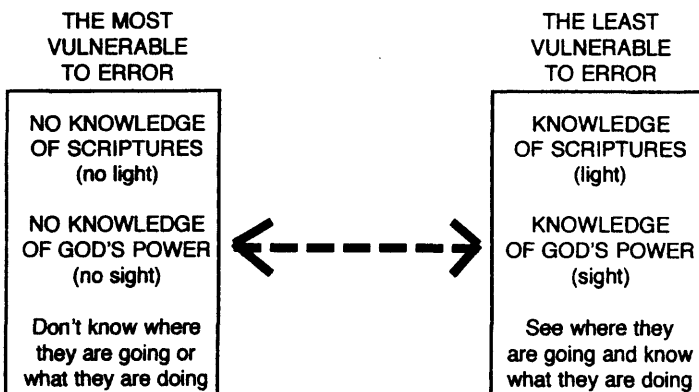 THE MOST
VULNERABLE
TO ERROR
NO KNOWLEDGE
OF SCRIPTURES
(no light)
NO KNOWLEDGE
OF GOD'S POWER
(no sight)
Don't know where
they are going or
what they are doing
THE LEAST
VULNERABLE
TO ERROR
KNOWLEDGE
OF SCRIPTURES
(light)
KNOWLEDGE
OF GOD'S POWER
(sight)
See where they
are going and know
what they are doing